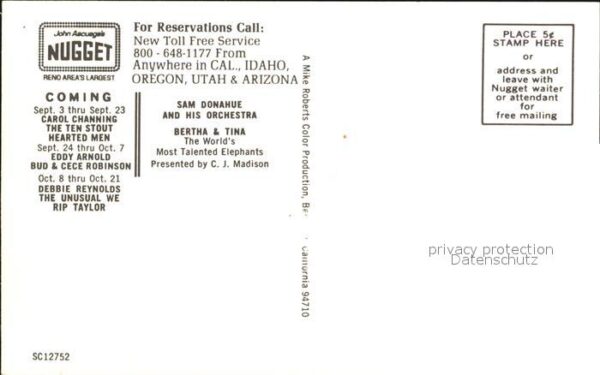 John Ascuaga's
NUGGET
RENO AREA'S LARGEST
For Reservations Call:
New Toll Free Service
800 - 648-1177 From
Anywhere in CAL., IDAHO,
OREGON, UTAH & ARIZONA
COMING
Sept. 3 thru Sept. 23
CAROL CHANNING
THE TEN STOUT
HEARTED MEN
Sept. 24 thru Oct. 7
EDDY ARNOLD
BUD & CECE ROBINSON
Oct. 8 thru Oct. 21
DEBBIE REYNOLDS
THE UNUSUAL WE
RIP TAYLOR
SAM DONAHUE
AND HIS ORCHESTRA
BERTHA & TINA
The World's
Most Talented Elephants
Presented by C. J. Madison
A Mike Roberts Color Production, California 94710
PLACE 5¢
STAMP HERE
or
address and
leave with
Nugget waiter
or attendant
for
free mailing
privacy protection
Datenschutz
SC12752